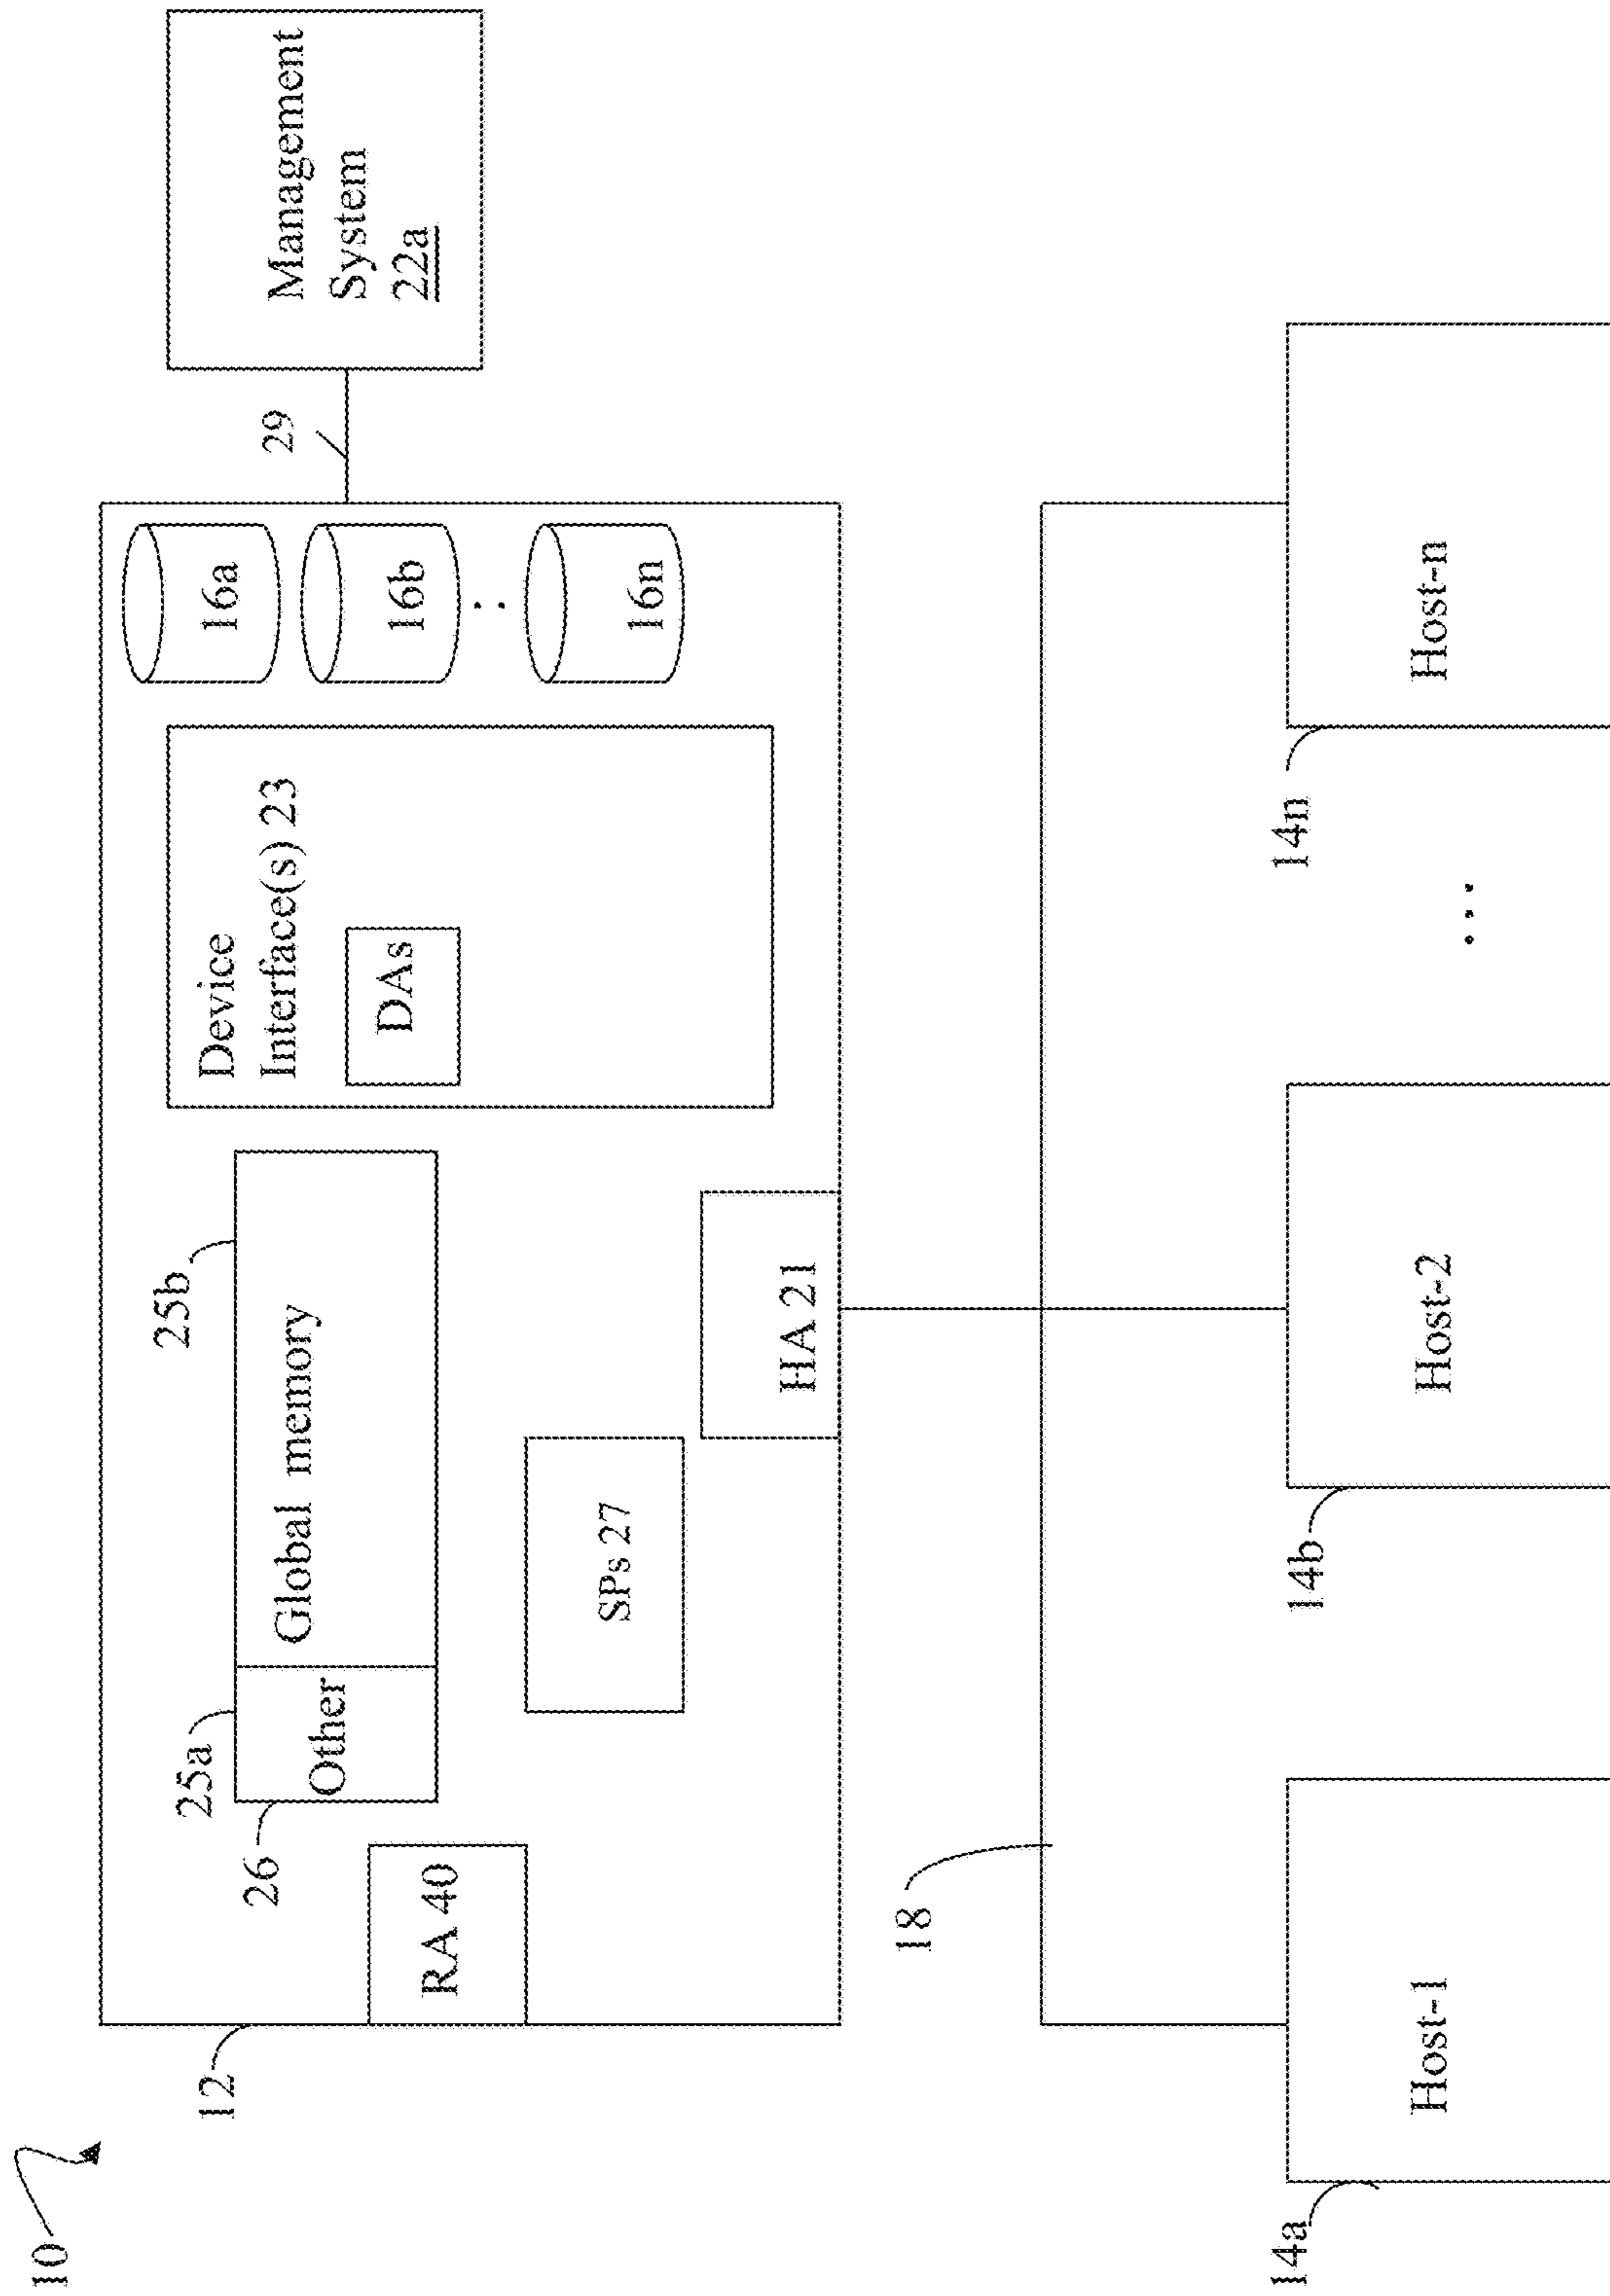 10
12
26
25a
25b
Other
Global memory
RA 40
SPs 27
HA 21
Device
Interface(s) 23
DAs
16a
16b
:
16n
29
Management
System
22a
18
14a
Host-1
14b
Host-2
...
14n
Host-n